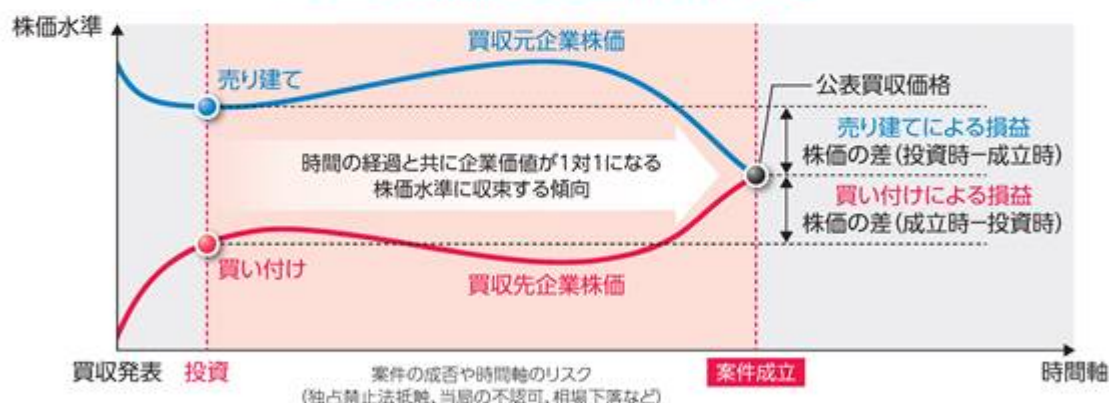 株価水準
買収元企業株価
売り建て
公表買収価格
売り建てによる損益
株価の差(投資時ー成立時)
時間の経過と共に企業価値が1対1になる
株価水準に収束する傾向
買い付けによる損益
株価の差(成立時ー投資時)
買い付け
買収先企業株価
買収発表
投資
案件の成否や時間軸のリスク
(独占禁止法抵触、当局の不認可、相場下落など)
案件成立
時間軸